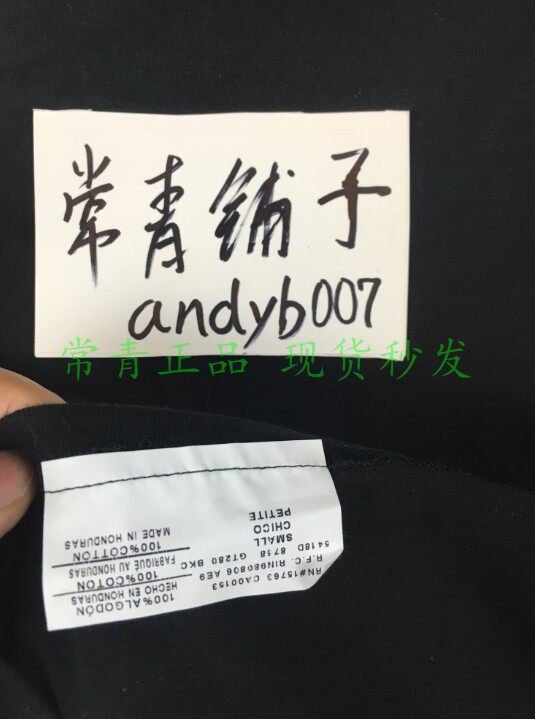 常青铺子
andyb007
常青正品 现货秒发
RN#15763 CA00153
R.F.C. RIN980806 AE9
5418D 8758 GT280 BKC
SMALL
CHICO
PETITE
100%ALGODÓN
HECHO EN HONDURAS
100%COTON
FABRIQUÉ AU HONDURAS
100%COTTON
MADE IN HONDURAS